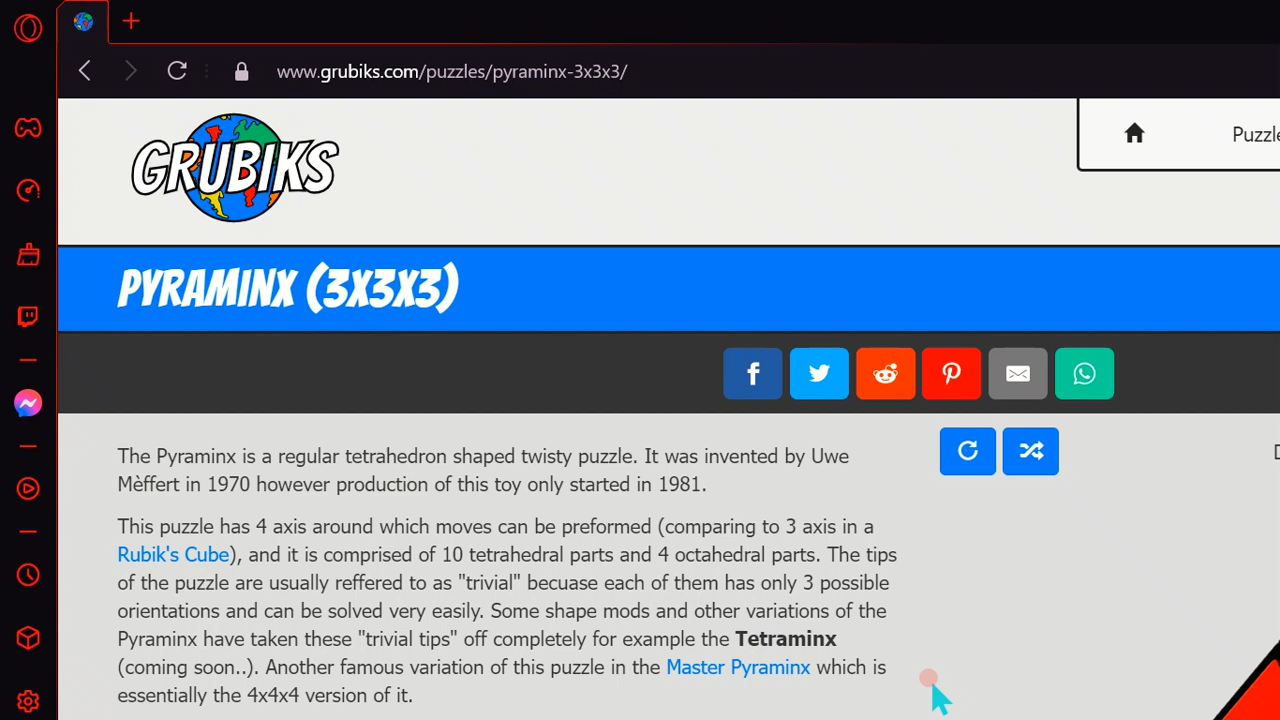 www.grubiks.com/puzzles/pyraminx-3x3x3/
GRUBIKS
PYRAMINX (3X3X3)
The Pyraminx is a regulr tetrahedron shaped twisty puzzle. It was invented by Uwe
Mèffert in 1970 however production of this toy only started in 1981.
This puzzle has 4 axis around which moves can be preformed (comparing to 3 axis in a
Rubik's Cube), and it is comprised of 10 tetrahedral parts and 4 octahedral parts. The tips
of the puzzle are usually reffered to as "trivial" becuase each of them has only 3 possible
orientations and can be solved very easily. Some shape mods and other variations of the
Pyraminx have taken these "trivial tips" off completely for example the Tetraminx
(coming soon..). Another famous variation of this puzzle in the Master Pyraminx which is
essentially the 4x4x4 version of it.